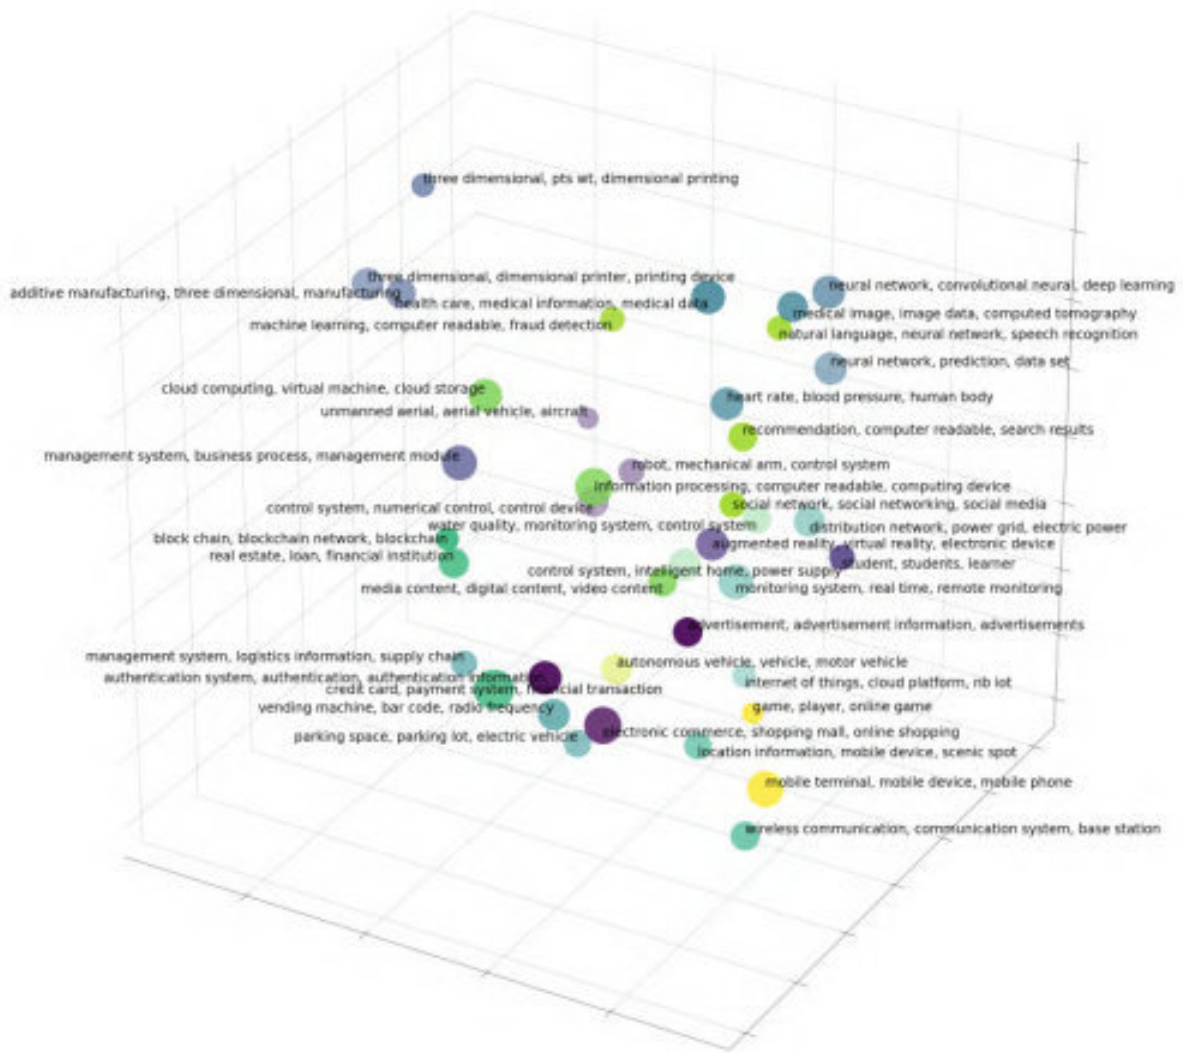 three dimensional, pts wt, dimensional printing
three dimensional, dimensional printer, printing device
neural network, convolutional neural, deep learning
additive manufacturing, three dimensional, manufacturing
health care, medical information, medical data
medical image, image data, computed tomography
machine learning, computer readable, fraud detection
natural language, neural network, speech recognition
neural network, prediction, data set
cloud computing, virtual machine, cloud storage
heart rate, blood pressure, human body
unmanned aerial, aerial vehicle, aircraft
recommendation, computer readable, search results
management system, business process, management module
robot, mechanical arm, control system
information processing, computer readable, computing device
social network, social networking, social media
control system, numerical control, control device
water quality, monitoring system, control system
distribution network, power grid, electric power
block chain, blockchain network, blockchain
augmented reality, virtual reality, electronic device
real estate, loan, financial institution
student, students, learner
control system, intelligent home, power supply
media content, digital content, video content
monitoring system, real time, remote monitoring
advertisement, advertisement information, advertisements
management system, logistics information, supply chain
autonomous vehicle, vehicle, motor vehicle
authentication system, authentication, authentication information
internet of things, cloud platform, nb iot
credit card, payment system, financial transaction
vending machine, bar code, radio frequency
game, player, online game
parking space, parking lot, electric vehicle
electronic commerce, shopping mall, online shopping
location information, mobile device, scenic spot
mobile terminal, mobile device, mobile phone
wireless communication, communication system, base station